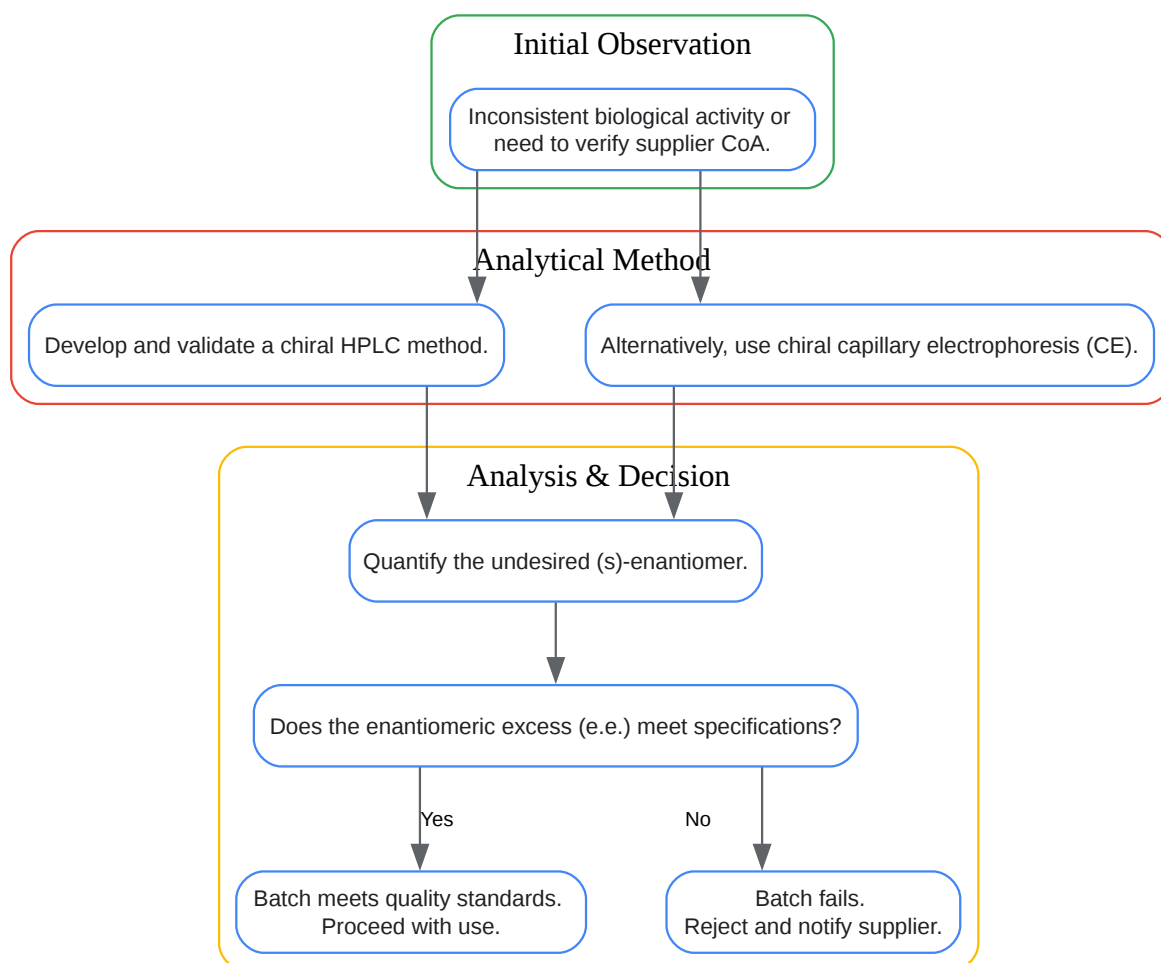 Initial Observation
Inconsistent biological activity or
need to verify supplier CoA.
Analytical Method
Develop and validate a chiral HPLC method.
Alternatively, use chiral capillary electrophoresis (CE).
Analysis & Decision
Quantify the undesired (s)-enantiomer.
Does the enantiomeric excess (e.e.) meet specifications?
Yes
No
Batch meets quality standards.
Proceed with use.
Batch fails.
Reject and notify supplier.